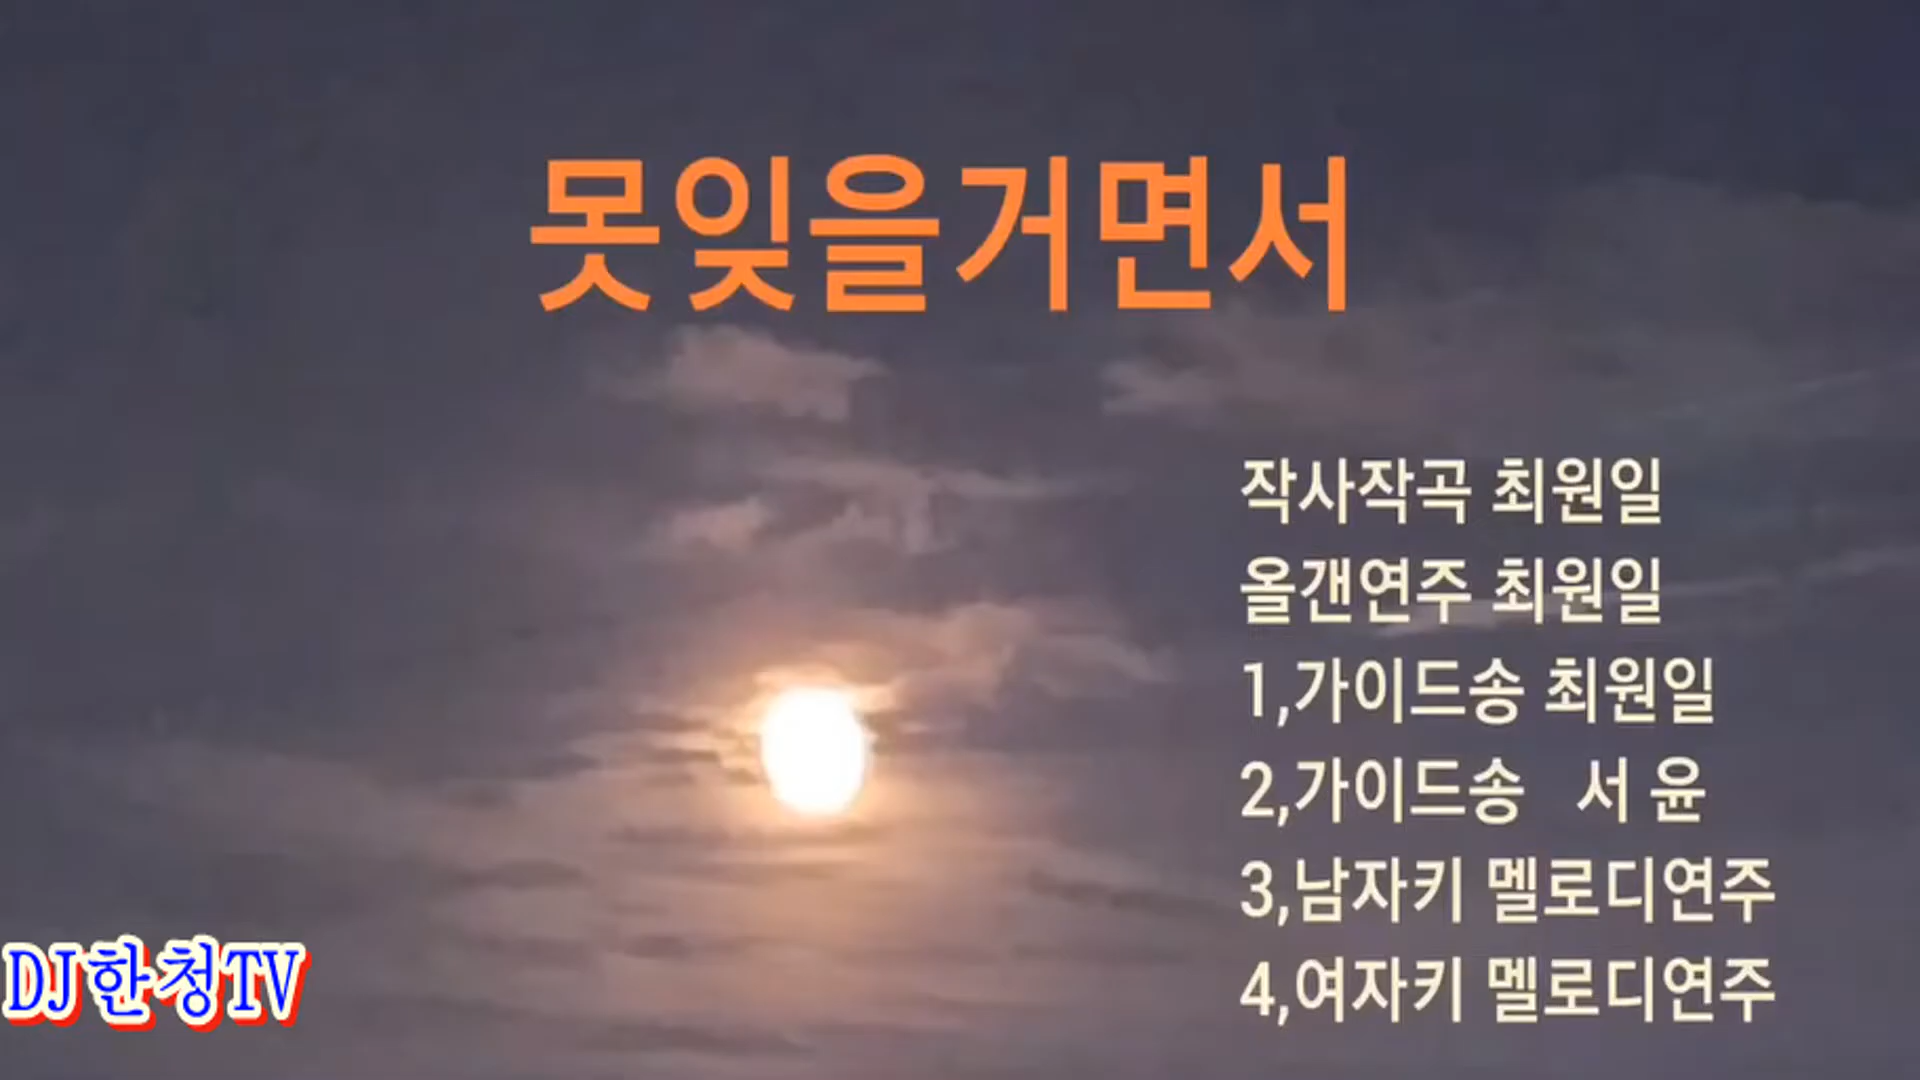 못잊을거면서
작사작곡 최원일
올갠연주 최원일
1,가이드송 최원일
2,가이드송 서 윤
3,남자키 멜로디연주
4,여자키 멜로디연주
DJ한청TV